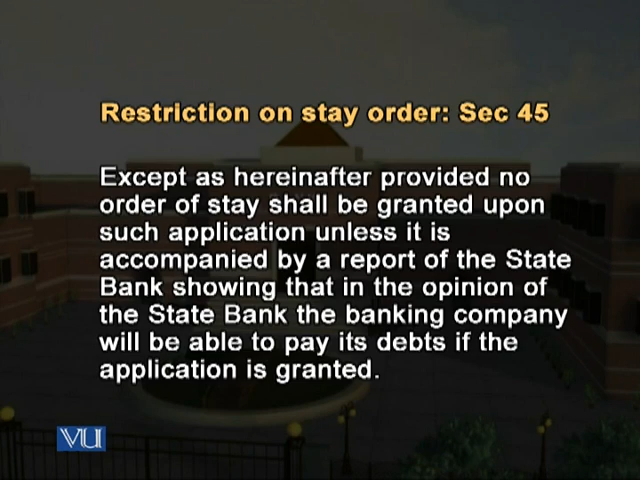 Restriction on stay order: Sec 45
Except as hereinafter provided no
order of stay shall be granted upon
such application unless it is
accompanied by a report of the State
Bank showing that in the opinion of
the State Bank the banking company
will be able to pay its debts if the
application is granted.
VU